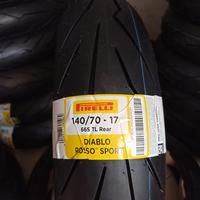 PIRELLI
140/70 - 17
66S TL Rear
DIABLO
ROSSO SPORT